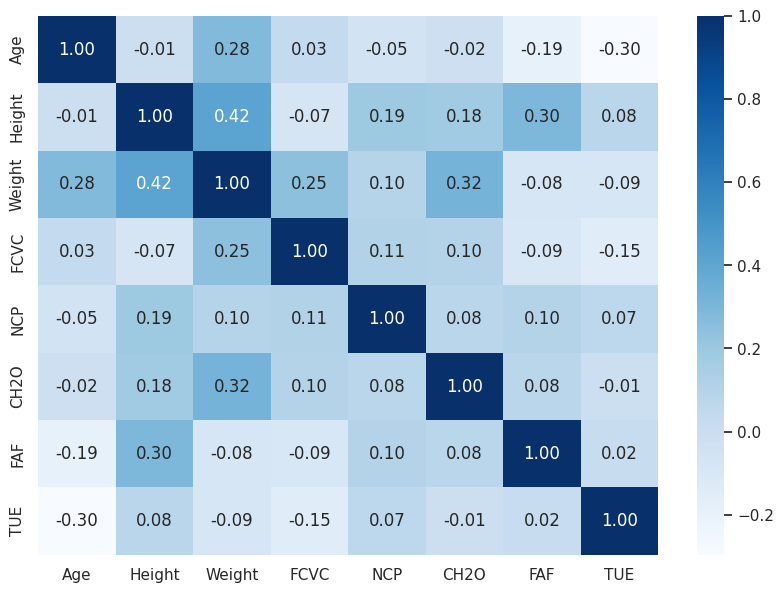 Age 1.00 -0.01 0.28 0.03 -0.05 -0.02 -0.19 -0.30
Height -0.01 1.00 0.42 -0.07 0.19 0.18 0.30 0.08
Weight 0.28 0.42 1.00 0.25 0.10 0.32 -0.08 -0.09
FCVC 0.03 -0.07 0.25 1.00 0.11 0.10 -0.09 -0.15
NCP -0.05 0.19 0.10 0.11 1.00 0.08 0.10 0.07
CH2O -0.02 0.18 0.32 0.10 0.08 1.00 0.08 -0.01
FAF -0.19 0.30 -0.08 -0.09 0.10 0.08 1.00 0.02
TUE -0.30 0.08 -0.09 -0.15 0.07 -0.01 0.02 1.00
Age Height Weight FCVC NCP CH2O FAF TUE
1.0
0.8
0.6
0.4
0.2
0.0
−0.2